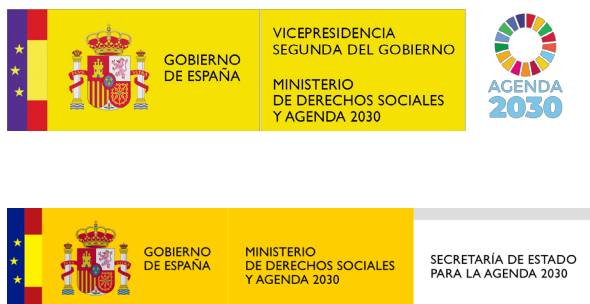 GOBIERNO
DE ESPAÑA
VICEPRESIDENCIA
SEGUNDA DEL GOBIERNO
MINISTERIO
DE DERECHOS SOCIALES
Y AGENDA 2030
AGENDA
2030
GOBIERNO
DE ESPAÑA
MINISTERIO
DE DERECHOS SOCIALES
Y AGENDA 2030
SECRETARÍA DE ESTADO
PARA LA AGENDA 2030